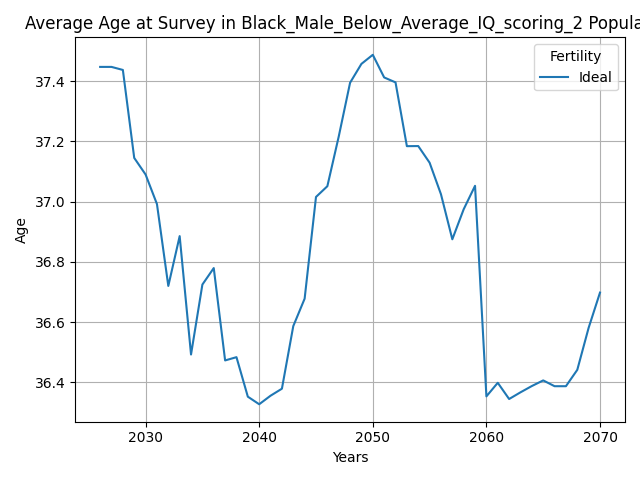 Average Age at Survey in Black_Male_Below_Average_IQ_scoring_2 Popula
Fertility
Ideal
37.4
37.2
37.0
36.8
36.6
36.4
Age
2030 2040 2050 2060 2070
Years